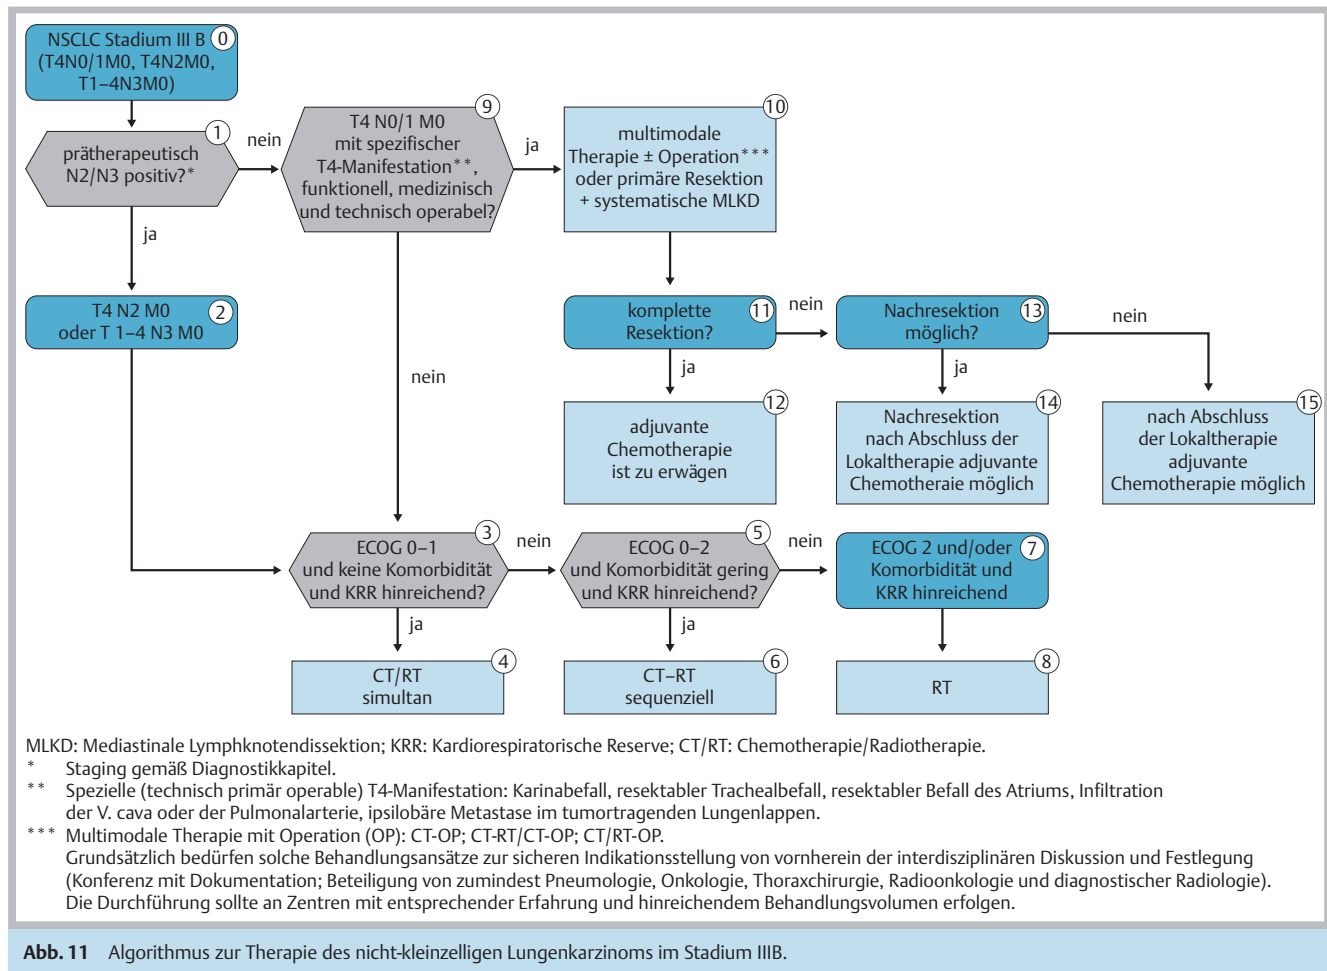 NSCLC Stadium III B
0
(T4N0/1M0, T4N2M0,
T1–4N3M0)
1
prätherapeutisch
N2/N3 positiv?*
nein
ja
9
T4 N0/1 M0
mit spezifischer
T4-Manifestation**,
funktionell, medizinisch
und technisch operabel?
ja
nein
10
multimodale
Therapie ± Operation***
oder primäre Resektion
+ systematische MLKD
2
T4 N2 M0
oder T 1–4 N3 M0
11
komplette
Resektion?
nein
ja
13
Nachresektion
möglich?
nein
ja
12
adjuvante
Chemotherapie
ist zu erwägen
14
Nachresektion
nach Abschluss der
Lokaltherapie adjuvante
Chemotheraie möglich
15
nach Abschluss
der Lokaltherapie
adjuvante
Chemotherapie möglich
3
ECOG 0–1
und keine Komorbidität
und KRR hinreichend?
nein
ja
5
ECOG 0–2
und Komorbidität gering
und KRR hinreichend?
nein
ja
7
ECOG 2 und/oder
Komorbidität und
KRR hinreichend
4
CT/RT
simultan
6
CT–RT
sequenziell
8
RT
MLKD: Mediastinale Lymphknotendissektion; KRR: Kardiorespiratorische Reserve; CT/RT: Chemotherapie/Radiotherapie.
* Staging gemäß Diagnostikkapitel.
** Spezielle (technisch primär operable) T4-Manifestation: Karinabefall, resektabler Trachealbefall, resektabler Befall des Atriums, Infiltration
der V. cava oder der Pulmonalarterie, ipsilobäre Metastase im tumortragenden Lungenlappen.
*** Multimodale Therapie mit Operation (OP): CT-OP; CT-RT/CT-OP; CT/RT-OP.
Grundsätzlich bedürfen solche Behandlungsansätze zur sicheren Indikationsstellung von vornherein der interdisziplinären Diskussion und Festlegung
(Konferenz mit Dokumentation; Beteiligung von zumindest Pneumologie, Onkologie, Thoraxchirurgie, Radioonkologie und diagnostischer Radiologie).
Die Durchführung sollte an Zentren mit entsprechender Erfahrung und hinreichendem Behandlungsvolumen erfolgen.
Abb. 11 Algorithmus zur Therapie des nicht-kleinzelligen Lungenkarzinoms im Stadium IIIB.